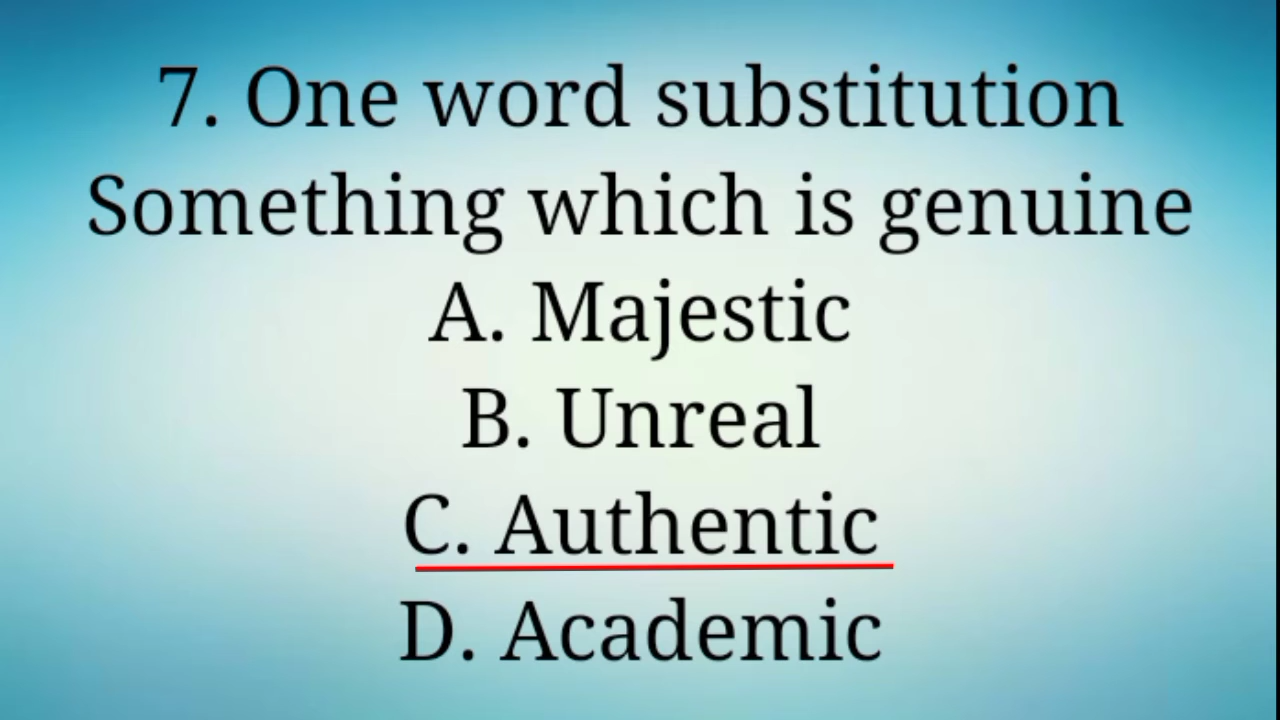 7. One word substitution
Something which is genuine
A. Majestic
B. Unreal
C. Authentic
D. Academic